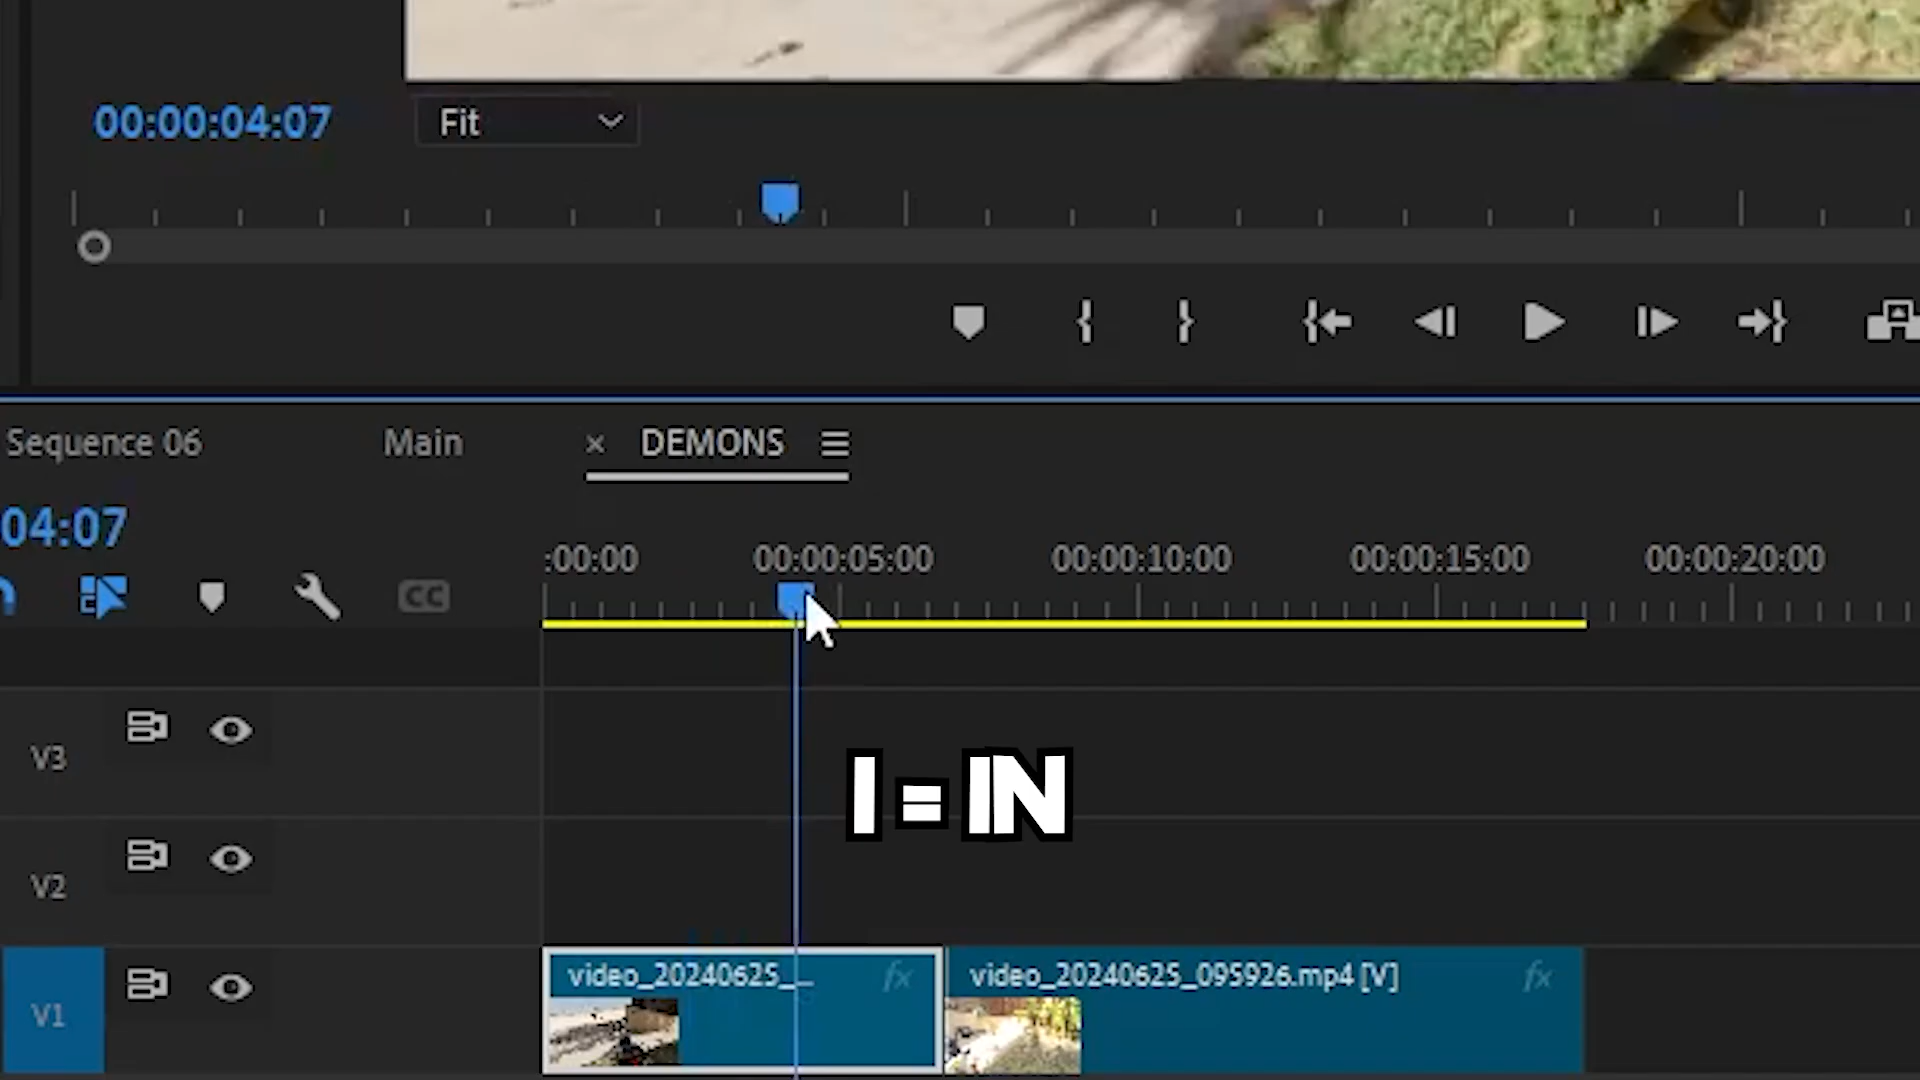 00:00:04:07
Fit
Sequence 06
Main
× DEMONS
04:07
:00:00
00:00:05:00
00:00:10:00
00:00:15:00
00:00:20:00
CC
V3
I = IN
V2
V1
video_20240625_...
fx
video_20240625_095926.mp4 [V]
fx